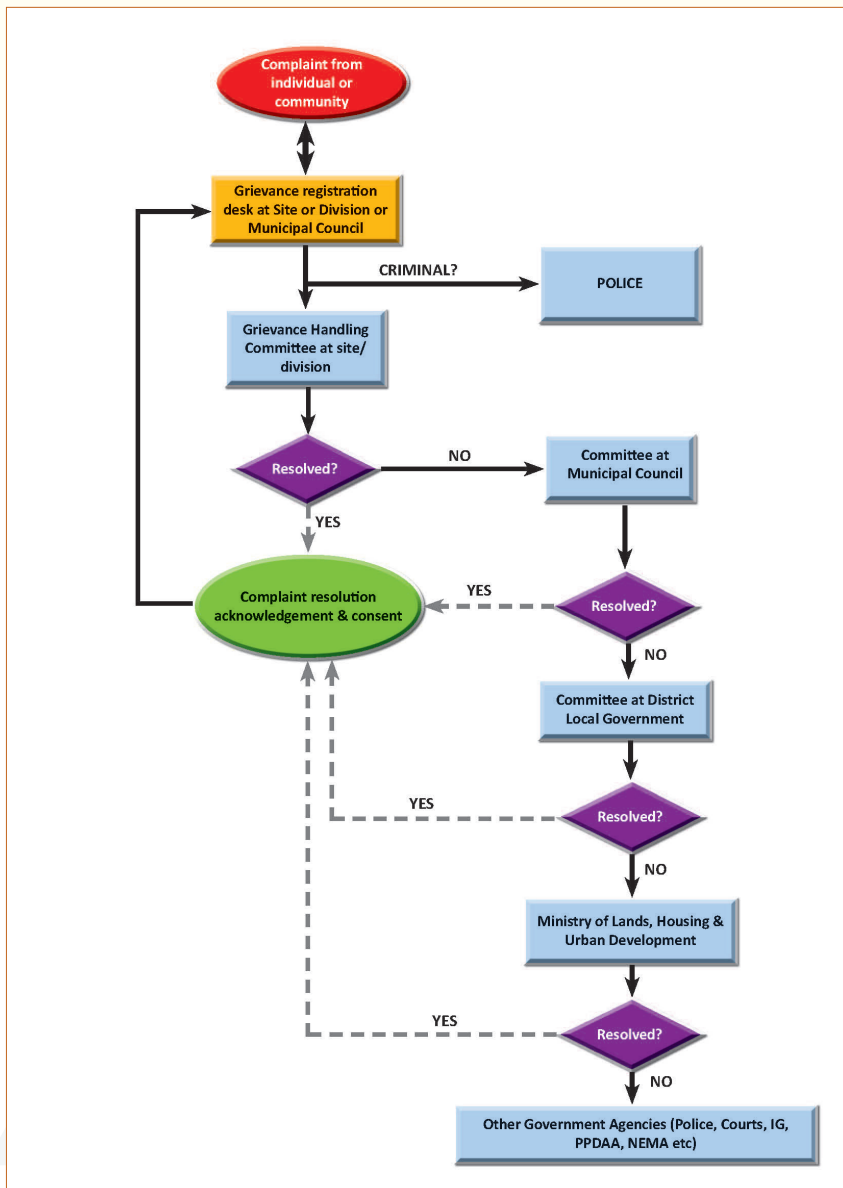 Complaint from
individual or
community
Grievance registration
desk at Site or Division or
Municipal Council
CRIMINAL?
POLICE
Grievance Handling
Committee at site/
division
Resolved?
NO
Committee at
Municipal Council
YES
Complaint resolution
acknowledgement & consent
YES
Resolved?
NO
Committee at District
Local Government
YES
Resolved?
NO
Ministry of Lands, Housing &
Urban Development
YES
Resolved?
NO
Other Government Agencies (Police, Courts, IG,
PPDAA, NEMA etc)